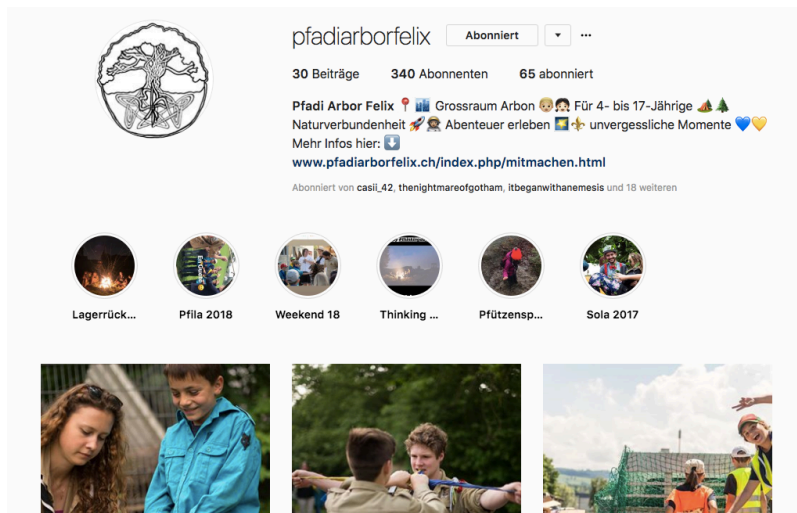 pfadiarborfelix Abonniert
30 Beiträge 340 Abonnenten 65 abonniert
Pfadi Arbor Felix 📍🏙️ Grossraum Arbon 👶🏼👧🏻 Für 4- bis 17-Jährige 🏕️🌲
Naturverbundenheit 🚀👩🏽‍🚀 Abenteuer erleben 🌠⚜️ unvergessliche Momente 💙💛
Mehr Infos hier: ⬇️
www.pfadiarborfelix.ch/index.php/mitmachen.html
Abonniert von casii_42, thenightmareofgotham, itbeganwithanemesis und 18 weiteren
Lagerrück... Pfila 2018 Weekend 18 Thinking ... Pfützensp... Sola 2017